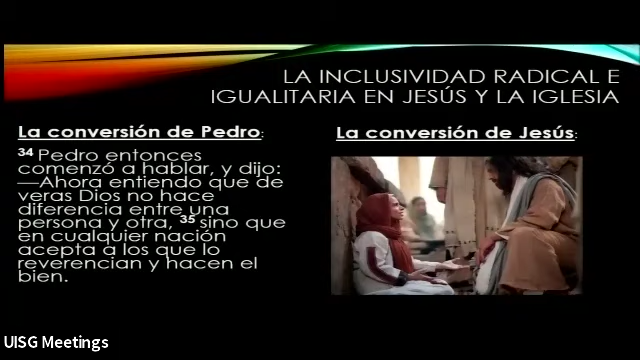 LA INCLUSIVIDAD RADICAL E
IGUALITARIA EN JESÚS Y LA IGLESIA
La conversión de Pedro:
34 Pedro entonces
comenzó a hablar, y dijo:
—Ahora entiendo que de
veras Dios no hace
diferencia entre una
persona y otra, 35 sino que
en cualquier nación
acepta a los que lo
reverencian y hacen el
bien.
La conversión de Jesús:
UISG Meetings